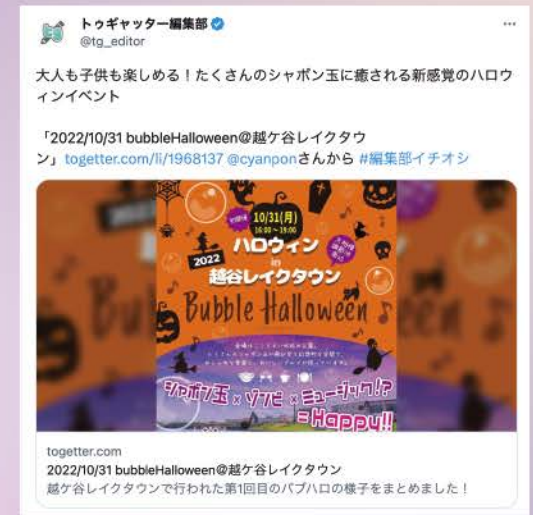 トゥギャッター編集部
@tg_editor
大人も子供も楽しめる！たくさんのシャボン玉に癒される新感覚のハロウ
ィンイベント
「2022/10/31 bubbleHalloween@越ケ谷レイクタウ
ン」togetter.com/li/1968137 @cyanponさんから #編集部イチオシ
10/31(月)
16:00～19:00
ハロウィン
in
2022
越谷レイクタウン
Bubble Halloween
シャボン玉×ゾンビ×ミュージック!?
=Happy!!
togetter.com
2022/10/31 bubbleHalloween@越ケ谷レイクタウン
越ケ谷レイクタウンで行われた第1回目のバブハロの様子をまとめました！